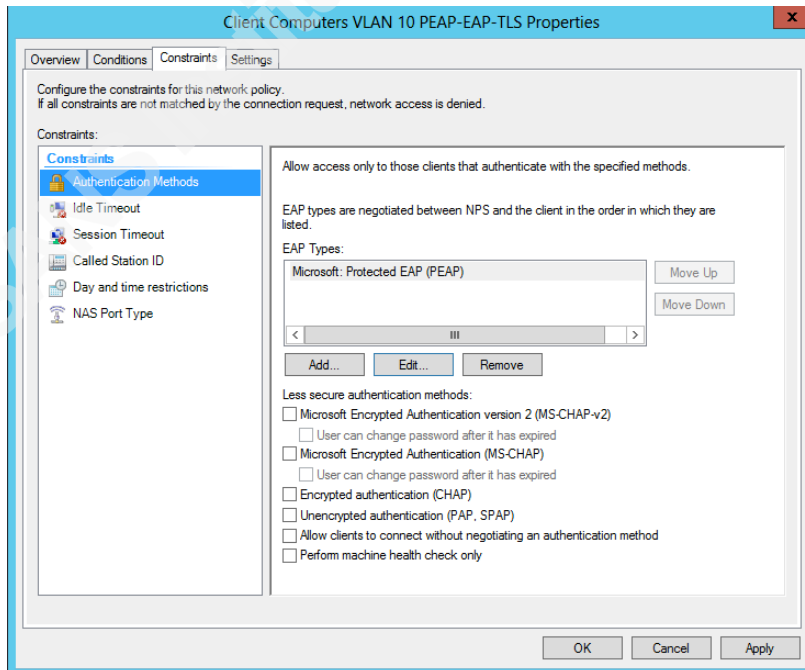 Client Computers VLAN 10 PEAP-EAP-TLS Properties
x
Overview Conditions Constraints Settings
Configure the constraints for this network policy.
If all constraints are not matched by the connection request, network access is denied.
Constraints:
Constraints
Authentication Methods
Idle Timeout
Session Timeout
Called Station ID
Day and time restrictions
NAS Port Type
Allow access only to those clients that authenticate with the specified methods.
EAP types are negotiated between NPS and the client in the order in which they are
listed.
EAP Types:
Microsoft: Protected EAP (PEAP)
Move Up
Move Down
Add... Edit... Remove
Less secure authentication methods:
Microsoft Encrypted Authentication version 2 (MS-CHAP-v2)
User can change password after it has expired
Microsoft Encrypted Authentication (MS-CHAP)
User can change password after it has expired
Encrypted authentication (CHAP)
Unencrypted authentication (PAP, SPAP)
Allow clients to connect without negotiating an authentication method
Perform machine health check only
OK Cancel Apply